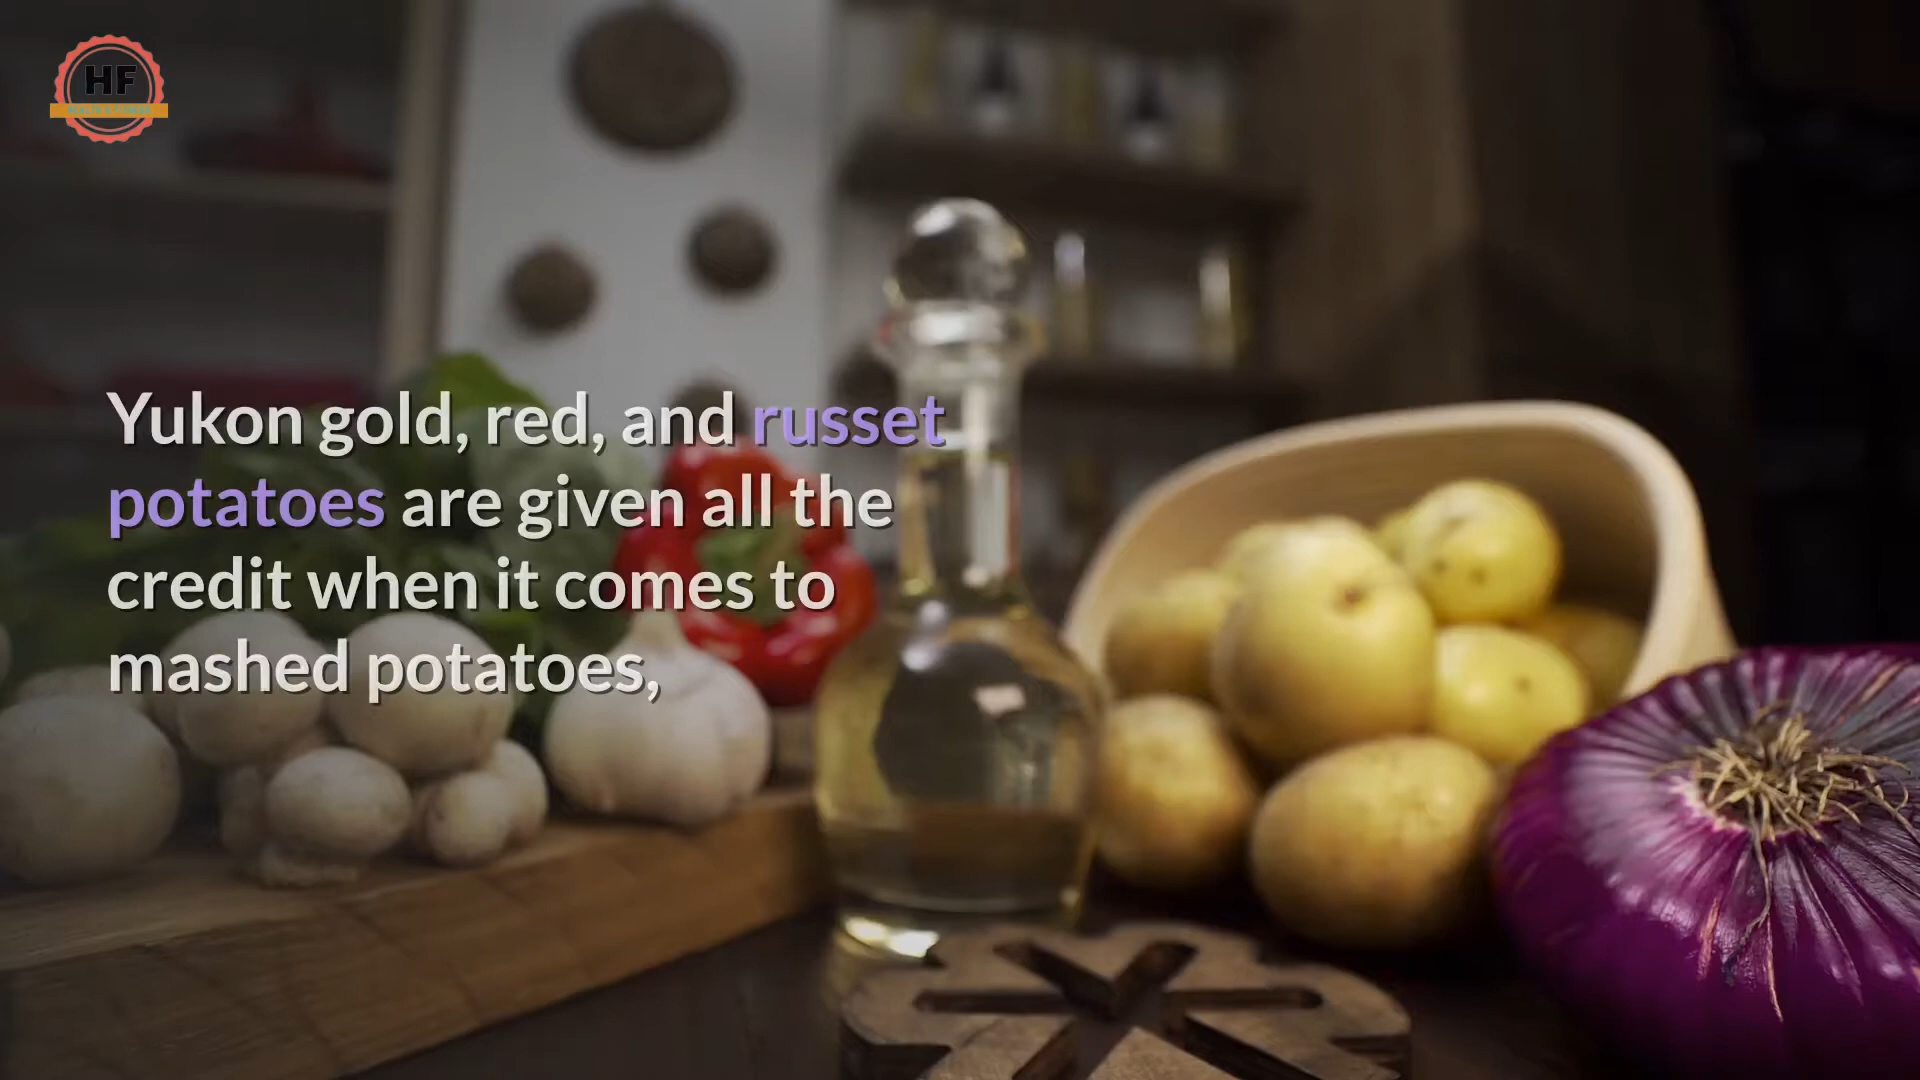 HF
Yukon gold, red, and russet
potatoes are given all the
credit when it comes to
mashed potatoes,